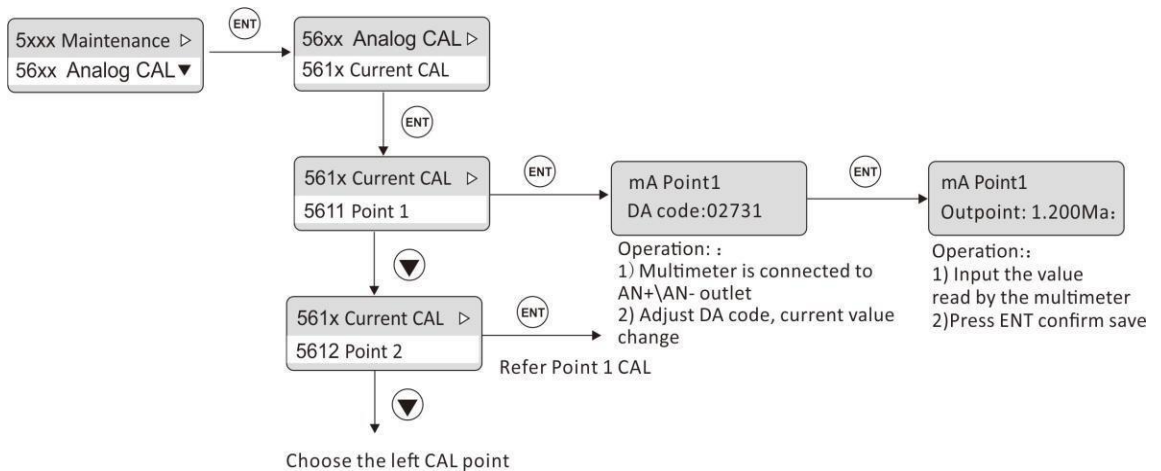 ENT
5xxx Maintenance ▷
56xx Analog CAL▼
56xx Analog CAL▷
561x Current CAL
ENT
561x Current CAL ▷
5611 Point 1
ENT
mA Point1
DA code:02731
ENT
mA Point1
Outpoint: 1.200Ma:
Operation: :
1) Multimeter is connected to
AN+\AN- outlet
2) Adjust DA code, current value
change
Operation::
1) Input the value
read by the multimeter
2)Press ENT confirm save
▼
561x Current CAL ▷
5612 Point 2
ENT
Refer Point 1 CAL
▼
Choose the left CAL point